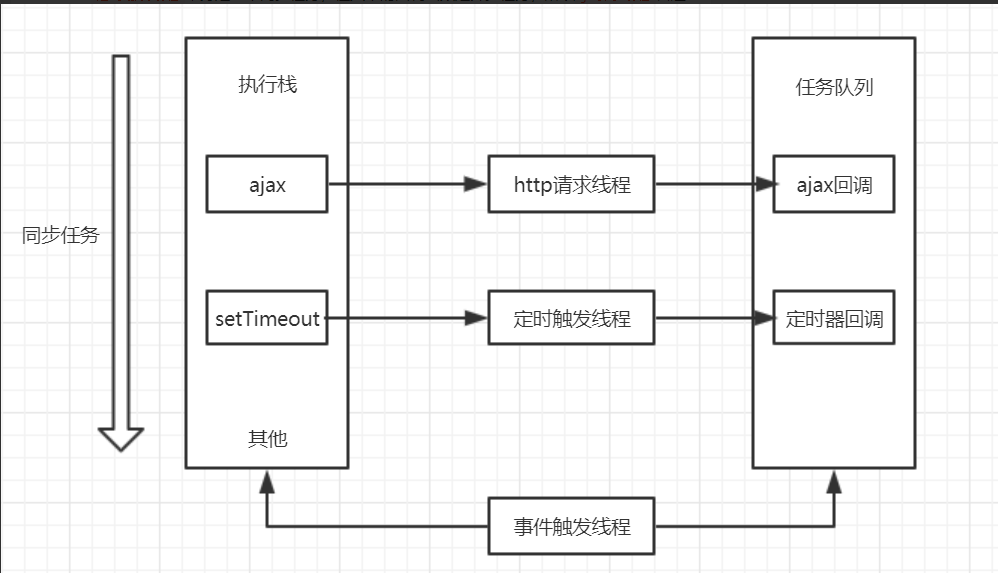 执行栈
任务队列
ajax
http请求线程
ajax回调
同步任务
setTimeout
定时触发线程
定时器回调
其他
事件触发线程